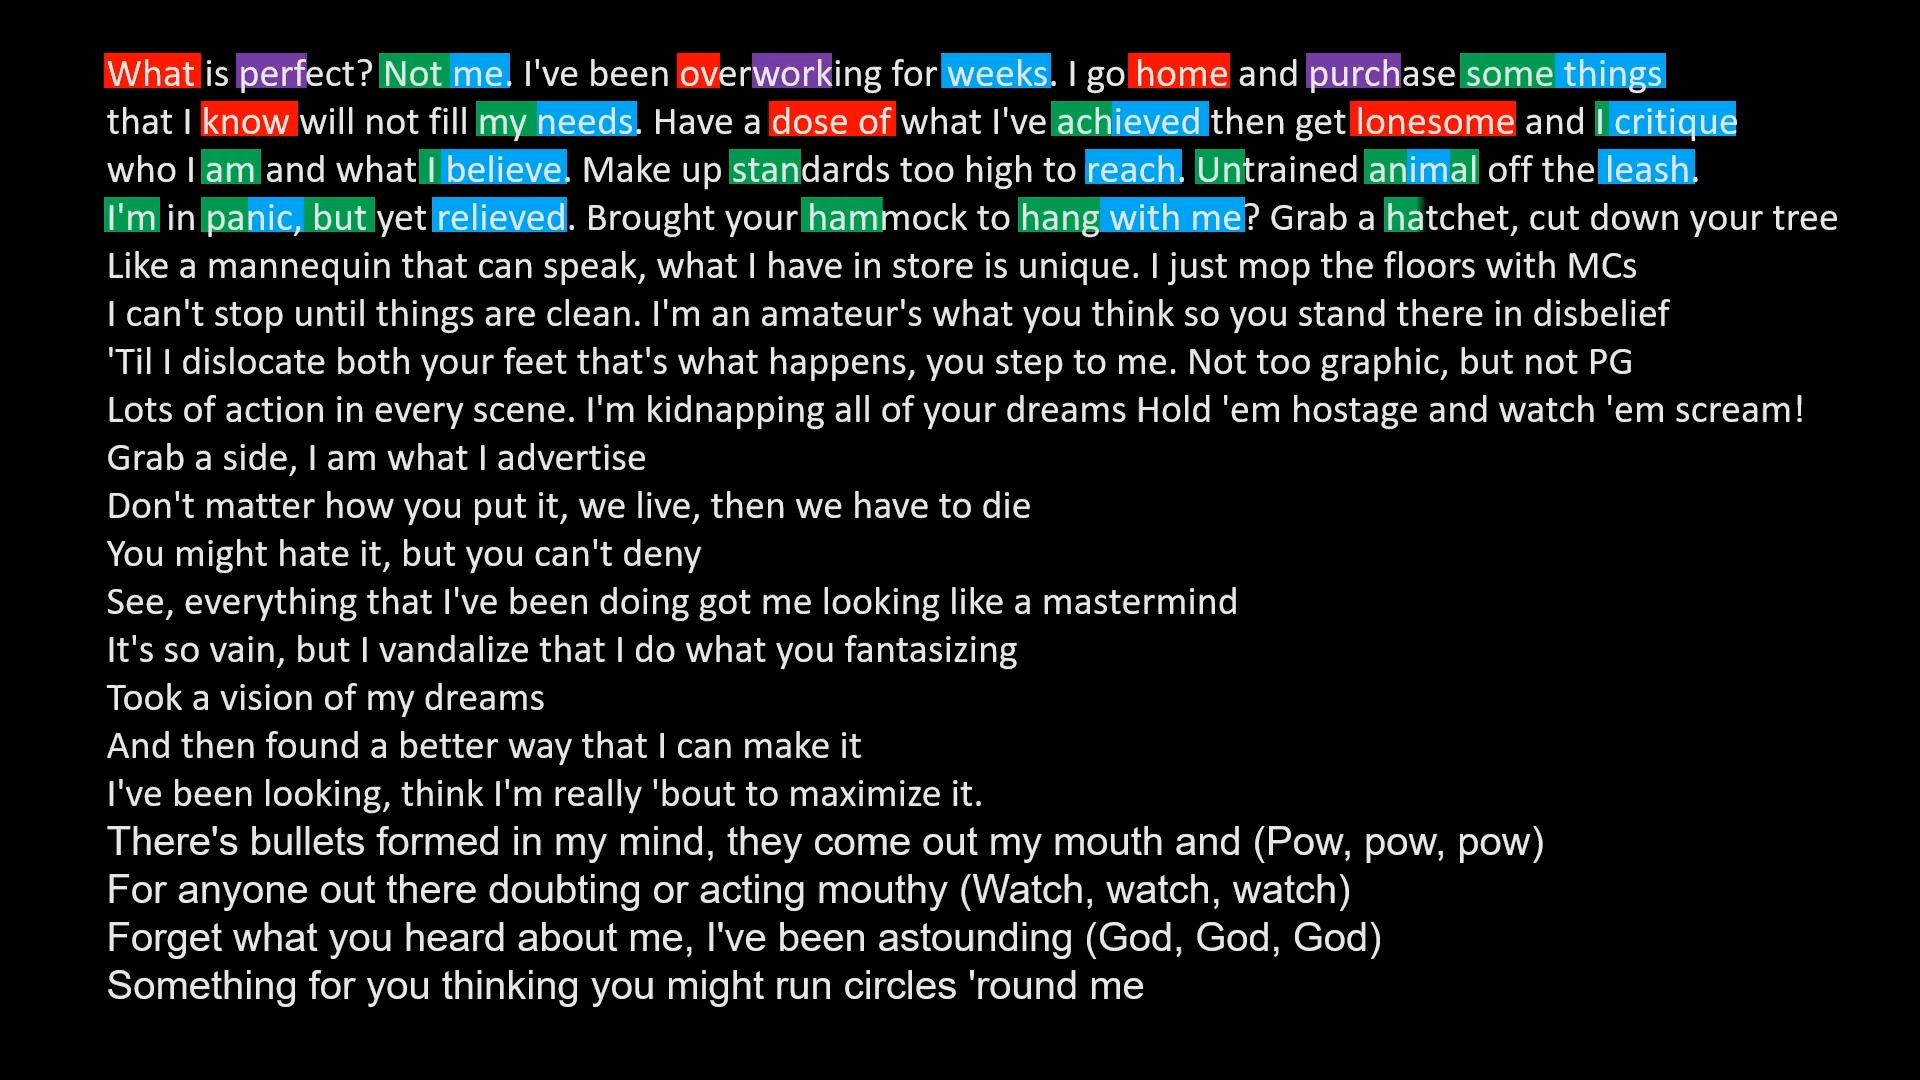 What is perfect? Not me. I've been overworking for weeks. I go home and purchase some things
that I know will not fill my needs. Have a dose of what I've achieved then get lonesome and I critique
who I am and what I believe. Make up standards too high to reach. Untrained animal off the leash.
I'm in panic, but yet relieved. Brought your hammock to hang with me? Grab a hatchet, cut down your tree
Like a mannequin that can speak, what I have in store is unique. I just mop the floors with MCs
I can't stop until things are clean. I'm an amateur's what you think so you stand there in disbelief
'Til I dislocate both your feet that's what happens, you step to me. Not too graphic, but not PG
Lots of action in every scene. I'm kidnapping all of your dreams Hold 'em hostage and watch 'em scream!
Grab a side, I am what I advertise
Don't matter how you put it, we live, then we have to die
You might hate it, but you can't deny
See, everything that I've been doing got me looking like a mastermind
It's so vain, but I vandalize that I do what you fantasizing
Took a vision of my dreams
And then found a better way that I can make it
I've been looking, think I'm really 'bout to maximize it.
There's bullets formed in my mind, they come out my mouth and (Pow, pow, pow)
For anyone out there doubting or acting mouthy (Watch, watch, watch)
Forget what you heard about me, I've been astounding (God, God, God)
Something for you thinking you might run circles 'round me